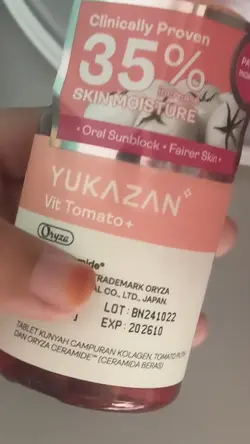 Clinically Proven
35%
SKIN MOISTURE
• Oral Sunblock • Fairer Skin •
YUKAZAN
Vit Tomato+
Oryza
TRADEMARK ORYZA
CO., LTD., JAPAN.
LOT: BN241022
EXP: 202610
TABLET KUNYAH CAMPURAN KOLAGEN, TOMATO PUTIH
DAN ORYZA CERAMIDE™ (CERAMIDA BERAS)